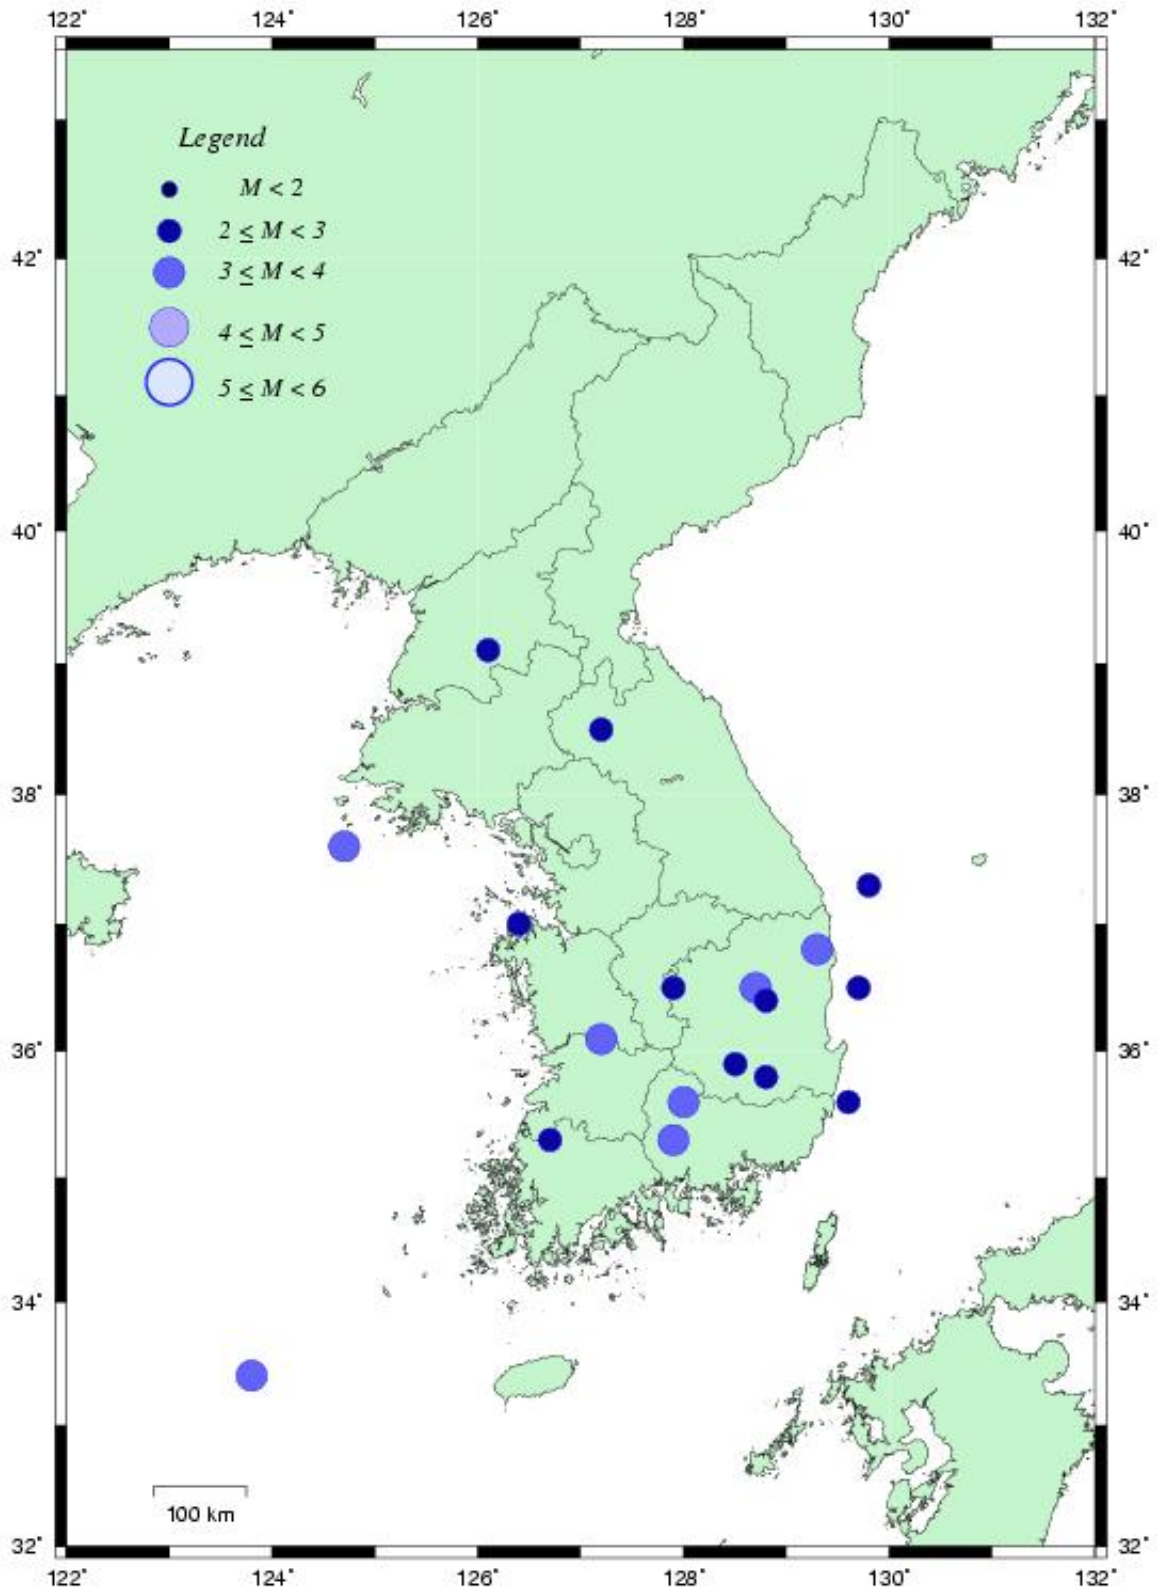 122° 124° 126° 128° 130° 132°
Legend
M < 2
2 ≤ M < 3
3 ≤ M < 4
4 ≤ M < 5
5 ≤ M < 6
42° 42°
40° 40°
38° 38°
36° 36°
34° 34°
100 km
32° 32°
122° 124° 126° 128° 130° 132°